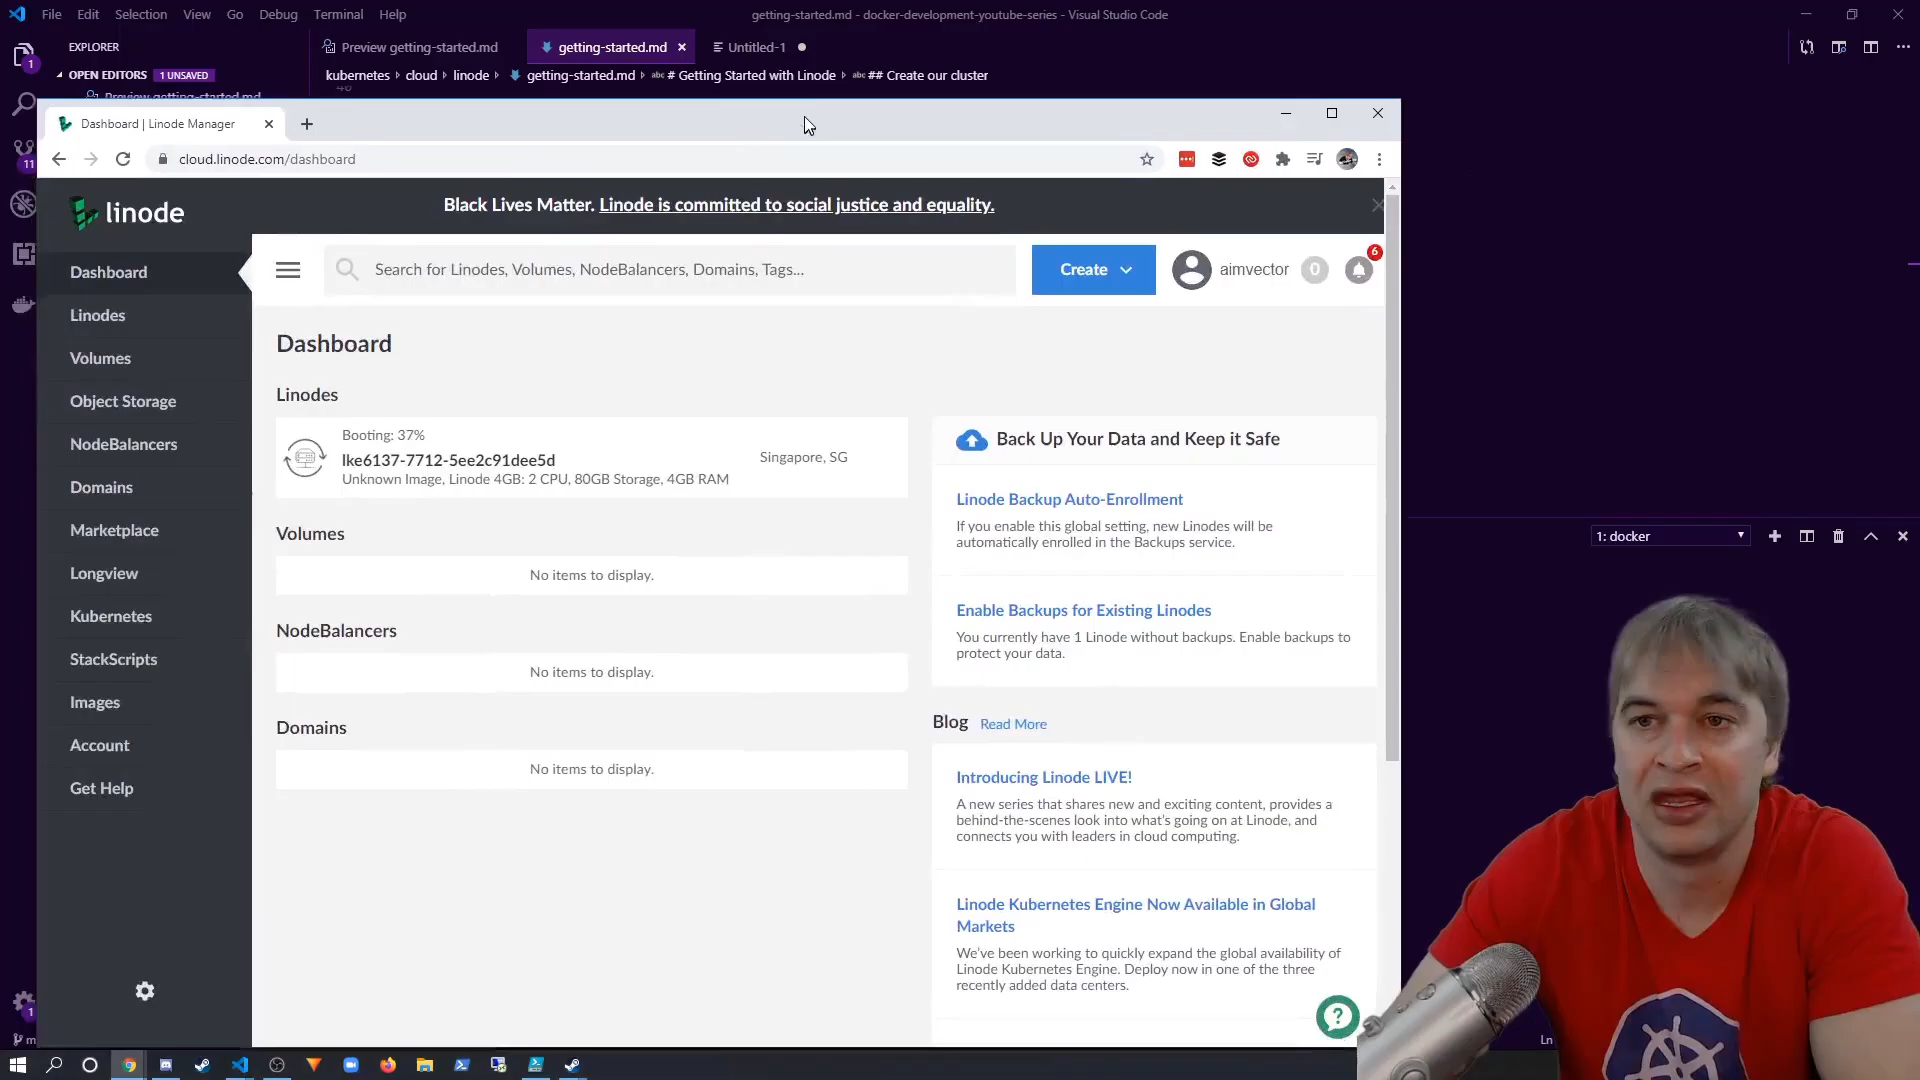 File Edit Selection View Go Debug Terminal Help
getting-started.md - docker-development-youtube-series - Visual Studio Code
EXPLORER
Preview getting-started.md
getting-started.md
Untitled-1
OPEN EDITORS 1 UNSAVED
kubernetes › cloud › linode › getting-started.md › # Getting Started with Linode › ## Create our cluster
Preview getting-started.md
1
11
Dashboard | Linode Manager
cloud.linode.com/dashboard
linode
Black Lives Matter. Linode is committed to social justice and equality.
Search for Linodes, Volumes, NodeBalancers, Domains, Tags...
Create
aimvector
0
6
Dashboard
Linodes
Volumes
Object Storage
NodeBalancers
Domains
Marketplace
Longview
Kubernetes
StackScripts
Images
Account
Get Help
Dashboard
Linodes
Booting: 37%
lke6137-7712-5ee2c91dee5d
Unknown Image, Linode 4GB: 2 CPU, 80GB Storage, 4GB RAM
Singapore, SG
Volumes
No items to display.
NodeBalancers
No items to display.
Domains
No items to display.
Back Up Your Data and Keep it Safe
Linode Backup Auto-Enrollment
If you enable this global setting, new Linodes will be
automatically enrolled in the Backups service.
Enable Backups for Existing Linodes
You currently have 1 Linode without backups. Enable backups to
protect your data.
Blog Read More
Introducing Linode LIVE!
A new series that shares new and exciting content, provides a
behind-the-scenes look into what's going on at Linode, and
connects you with leaders in cloud computing.
Linode Kubernetes Engine Now Available in Global
Markets
We've been working to quickly expand the global availability of
Linode Kubernetes Engine. Deploy now in one of the three
recently added data centers.
1: docker
1
Ln